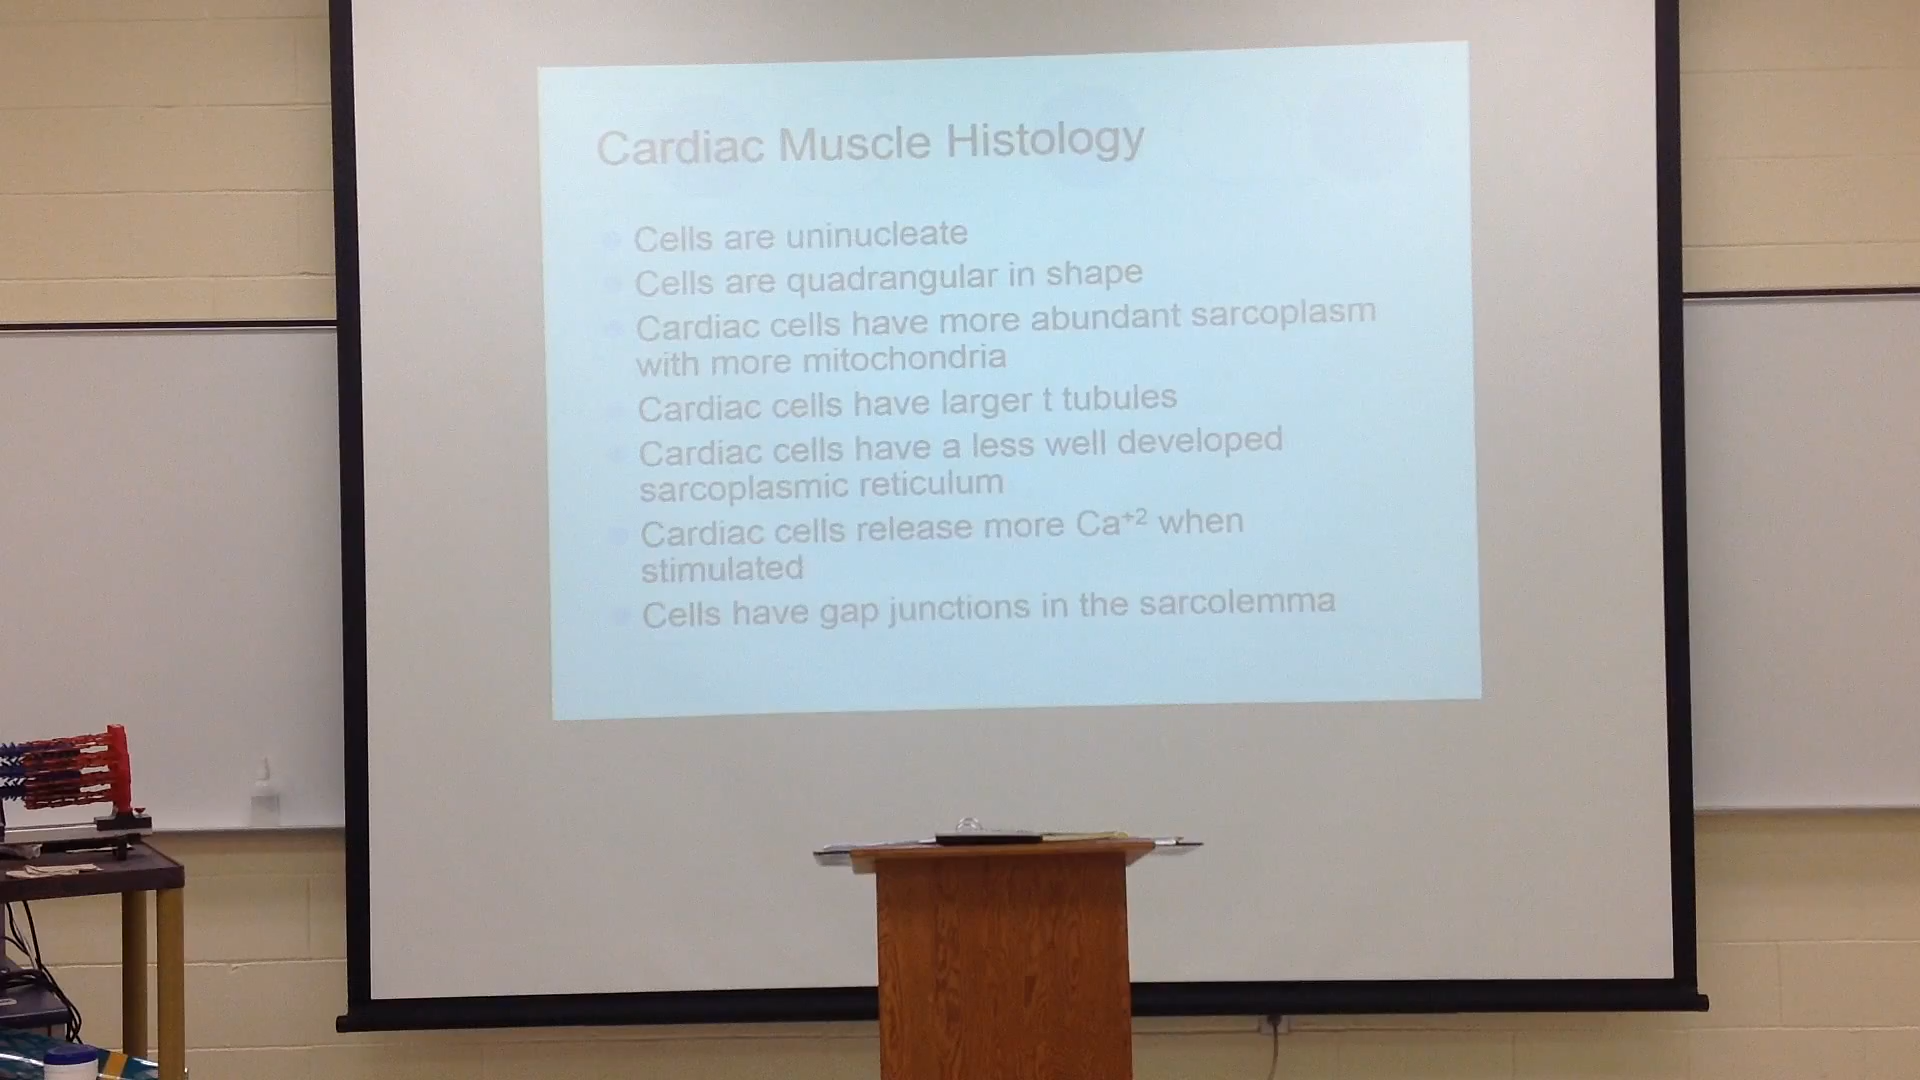 Cardiac Muscle Histology
Cells are uninucleate
Cells are quadrangular in shape
Cardiac cells have more abundant sarcoplasm
with more mitochondria
Cardiac cells have larger t tubules
Cardiac cells have a less well developed
sarcoplasmic reticulum
Cardiac cells release more Ca⁺² when
stimulated
Cells have gap junctions in the sarcolemma